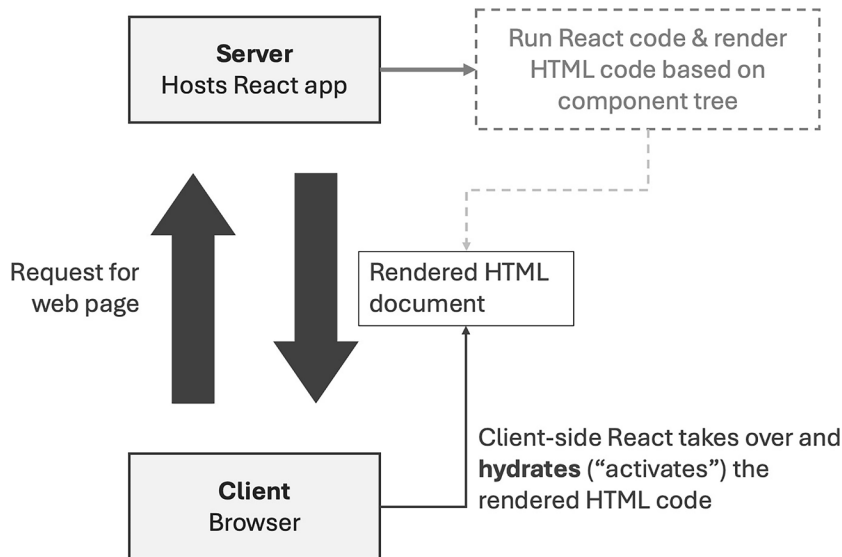 Server
Hosts React app
Run React code & render
HTML code based on
component tree
Request for
web page
Rendered HTML
document
Client-side React takes over and
hydrates (“activates”) the
rendered HTML code
Client
Browser